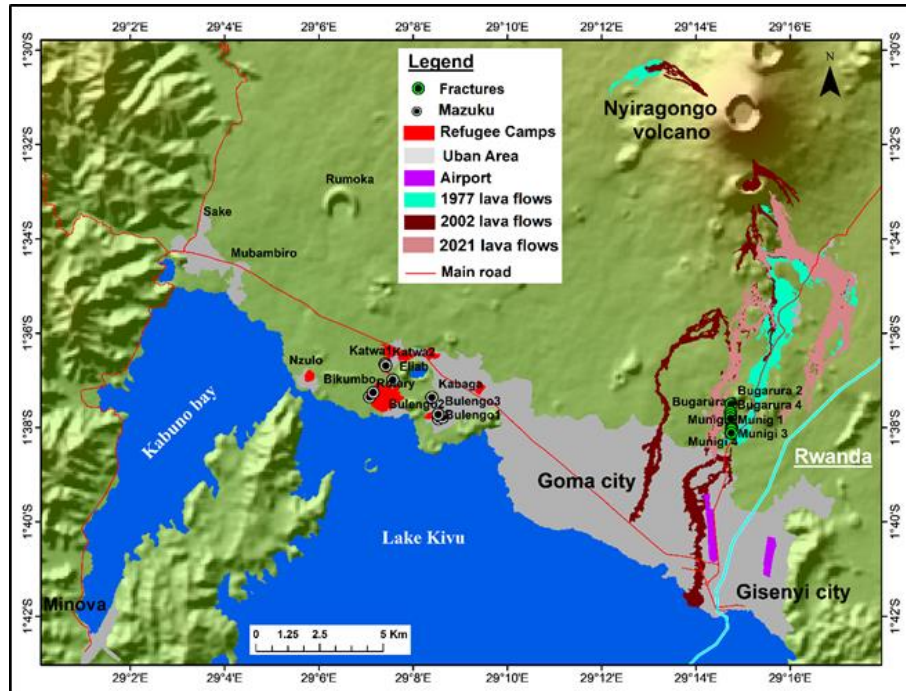 29°2'E 29°4'E 29°6'E 29°8'E 29°10'E 29°12'E 29°14'E 29°16'E
1°30'S
1°32'S
1°34'S
1°36'S
1°38'S
1°40'S
1°42'S
Legend
Fractures
Mazuku
Refugee Camps
Uban Area
Airport
1977 lava flows
2002 lava flows
2021 lava flows
Main road
N
Nyiragongo
volcano
Rumoka
Sake
Mubambiro
Katwa1
Katwa2
Nzulo
Eliab
Bikumbo
Kabaga
Bulengo3
Bulengo2
Bulengo1
Bugarura 2
Bugarura
Bugarura 4
Munigi
Munig 1
Munigi 3
Munigi 4
Kabuno bay
Rwanda
Goma city
Lake Kivu
Gisenyi city
Minova
0 1.25 2.5 5 Km
1°30'S
1°32'S
1°34'S
1°36'S
1°38'S
1°40'S
1°42'S
29°2'E 29°4'E 29°6'E 29°8'E 29°10'E 29°12'E 29°14'E 29°16'E